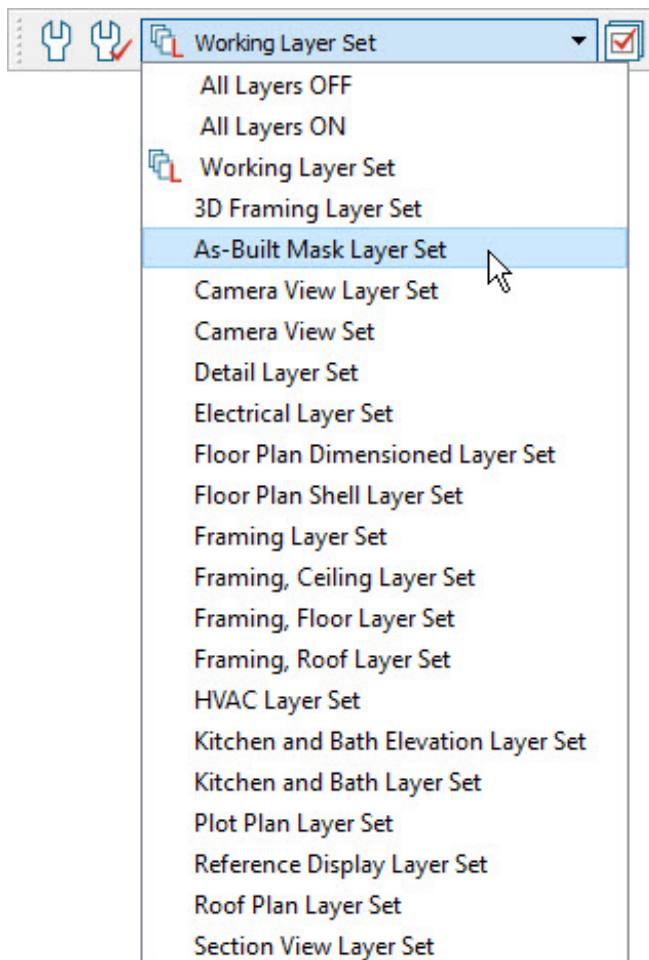 Working Layer Set
All Layers OFF
All Layers ON
Working Layer Set
3D Framing Layer Set
As-Built Mask Layer Set
Camera View Layer Set
Camera View Set
Detail Layer Set
Electrical Layer Set
Floor Plan Dimensioned Layer Set
Floor Plan Shell Layer Set
Framing Layer Set
Framing, Ceiling Layer Set
Framing, Floor Layer Set
Framing, Roof Layer Set
HVAC Layer Set
Kitchen and Bath Elevation Layer Set
Kitchen and Bath Layer Set
Plot Plan Layer Set
Reference Display Layer Set
Roof Plan Layer Set
Section View Layer Set